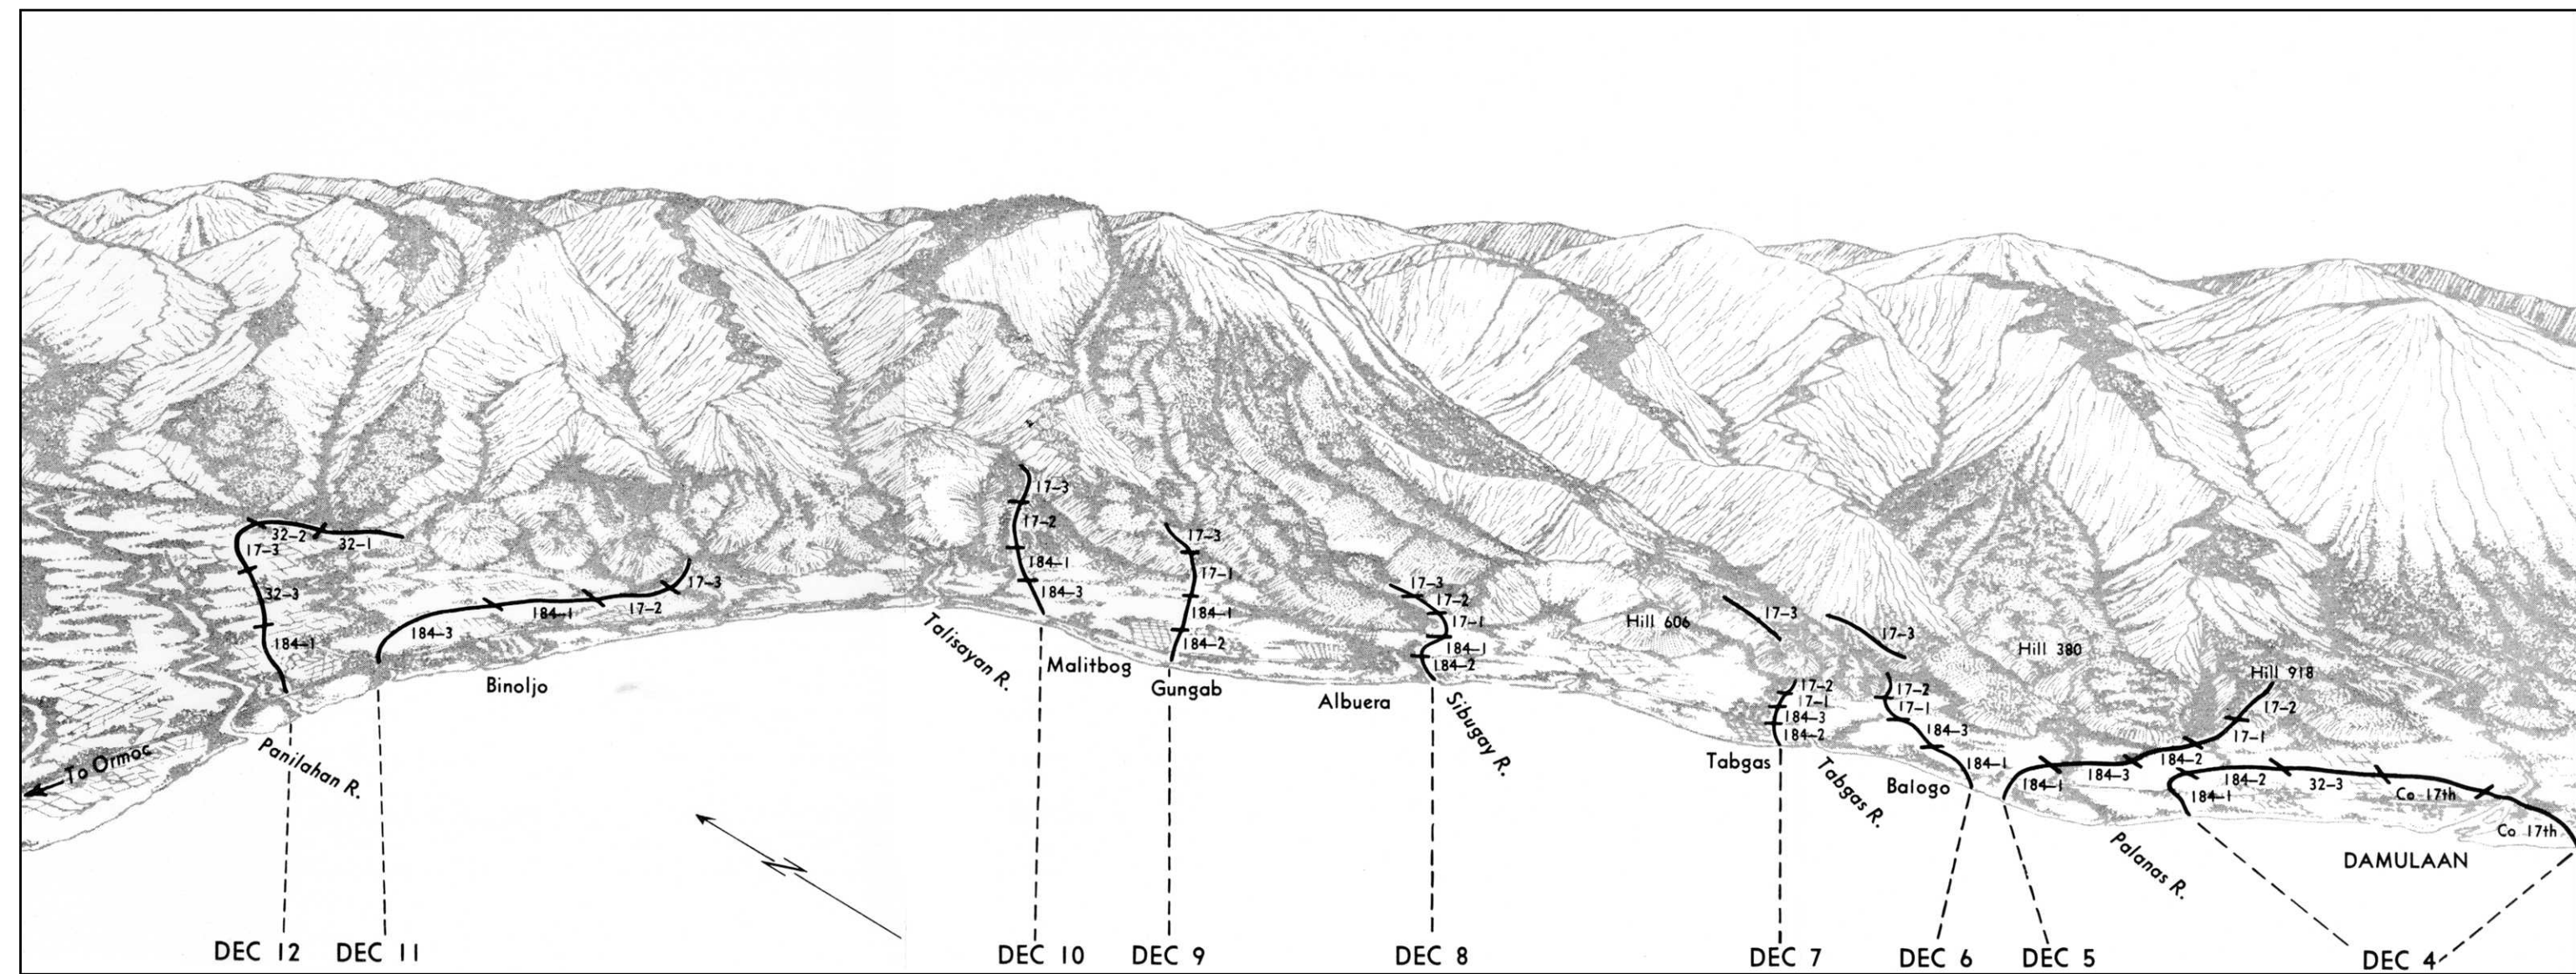 17-3
17-2
184-1
184-3
32-2
32-1
17-3
32-3
184-1
17-3
17-2
184-1
184-3
17-3
17-1
184-1
184-2
17-3
17-2
17-1
184-1
184-2
Hill 606
17-3
17-3
Hill 380
Hill 918
17-2
17-1
184-3
184-2
17-2
17-1
184-3
184-1
17-2
17-1
184-2
184-3
184-1
184-1
184-2
32-3
Co 17th
Co 17th
Talisayan R.
Malitbog
Gungab
Albuera
Sibugay R.
Binoljo
To Ormoc
Panilahan R.
Tabgas
Tabgas R.
Balogo
Palanas R.
DAMULAAN
DEC 12
DEC 11
DEC 10
DEC 9
DEC 8
DEC 7
DEC 6
DEC 5
DEC 4